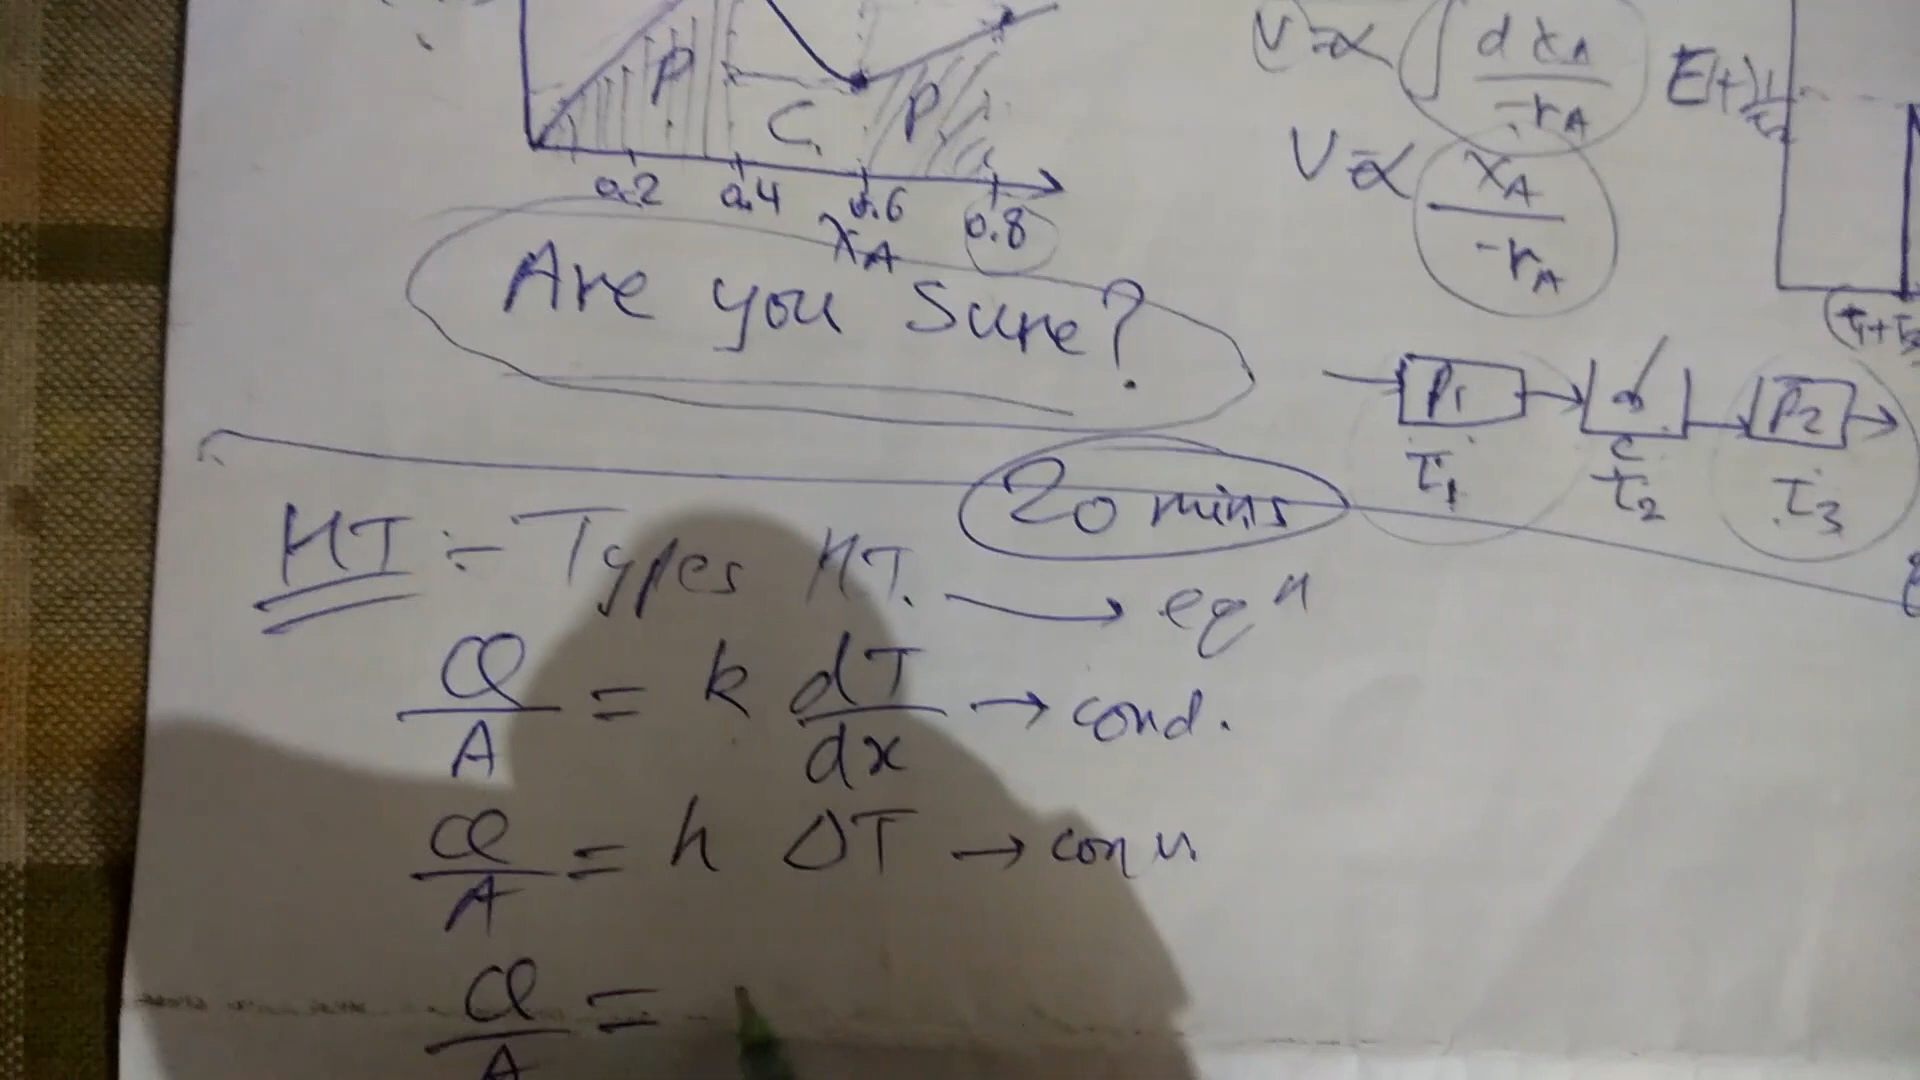 P
C
P
0.2 0.4 0.6 0.8
XA
V = α ∫ dXA / -rA
V = α XA / -rA
E(t)
Are you Sure?
P1 P2
τ1 τ2 τ3
20 mins
HT :- Types HT. → eqn
Q/A = k dT/dx → cond.
Q/A = h ΔT → conv.
Q/A =